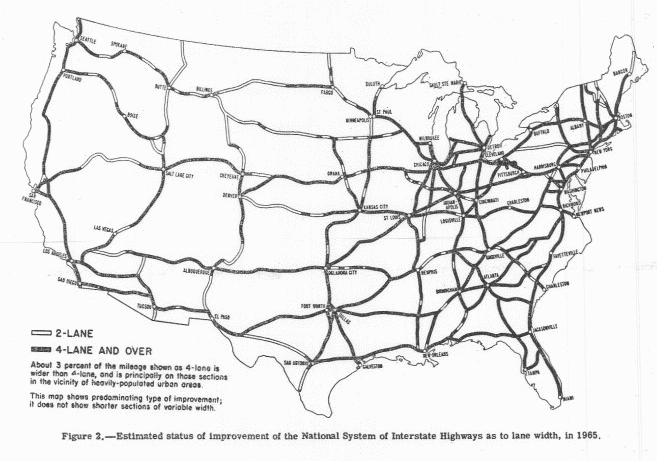 SEATTLE
SPOKANE
PORTLAND
BUTTE
BILLINGS
FARGO
DULUTH
SAULT STE MARIE
BANGOR
BOISE
ST PAUL
MINNEAPOLIS
MILWAUKEE
DETROIT
BUFFALO
ALBANY
BOSTON
CHICAGO
CLEVELAND
NEW YORK
PITTSBURGH
HARRISBURG
PHILADELPHIA
SALT LAKE CITY
CHEYENNE
OMAHA
DENVER
INDIAN-
APOLIS
CINCINNATI
CHARLESTON
WASHINGTON
RICHMOND
NEWPORT NEWS
SAN
FRANCISCO
KANSAS CITY
ST LOUIS
LOUISVILLE
LAS VEGAS
LOS ANGELES
ALBUQUERQUE
OKLAHOMA CITY
MEMPHIS
KNOXVILLE
FAYETTEVILLE
SAN DIEGO
ATLANTA
BIRMINGHAM
CHARLESTON
TUCSON
EL PASO
FORT WORTH
DALLAS
JACKSONVILLE
SAN ANTONIO
GALVESTON
NEW ORLEANS
TAMPA
MIAMI
2-LANE
4-LANE AND OVER
About 3 percent of the mileage shown as 4-lane is
wider than 4-lane, and is principally on those sections
in the vicinity of heavily-populated urban areas.
This map shows predominating type of improvement;
it does not show shorter sections of variable width.
Figure 2.—Estimated status of improvement of the National System of Interstate Highways as to lane width, in 1965.